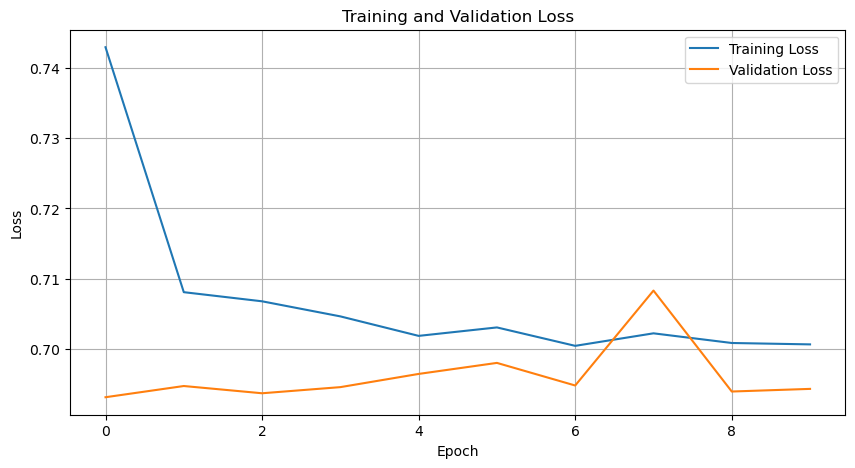 Training and Validation Loss
Training Loss
Validation Loss
0.74
0.73
0.72
0.71
0.70
Loss
0
2
4
6
8
Epoch